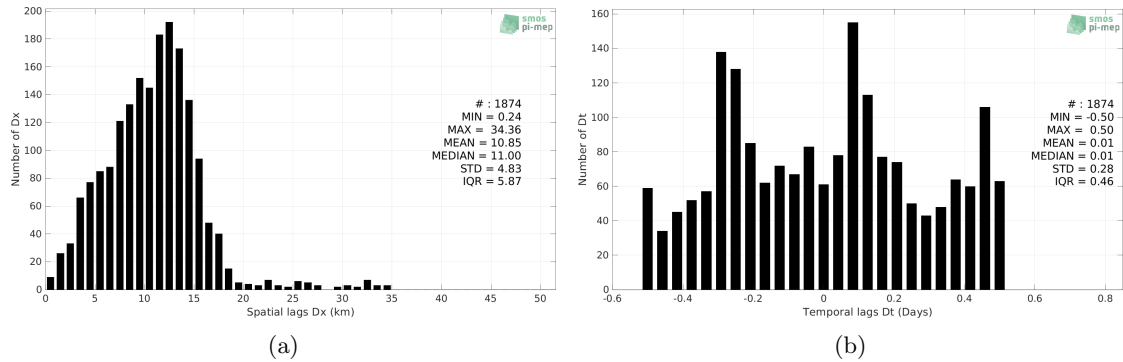 200
180
160
140
120
100
80
60
40
20
0
Number of Dx
0 5 10 15 20 25 30 35 40 45 50
Spatial lags Dx (km)
smos
pi-mep
# : 1874
MIN = 0.24
MAX = 34.36
MEAN = 10.85
MEDIAN = 11.00
STD = 4.83
IQR = 5.87
(a)
160
140
120
100
80
60
40
20
0
Number of Dt
-0.6 -0.4 -0.2 0 0.2 0.4 0.6 0.8
Temporal lags Dt (Days)
smos
pi-mep
# : 1874
MIN = -0.50
MAX = 0.50
MEAN = 0.01
MEDIAN = 0.01
STD = 0.28
IQR = 0.46
(b)